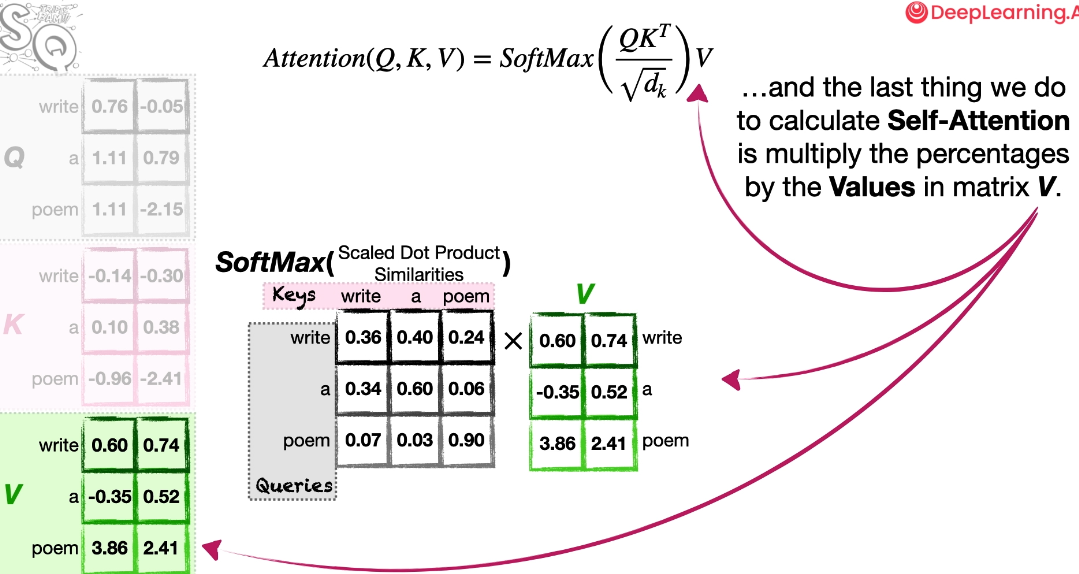 SQ
DeepLearning.A
Attention(Q, K, V) = SoftMax(QK^T / √d_k)V
...and the last thing we do
to calculate Self-Attention
is multiply the percentages
by the Values in matrix V.
Q
write 0.76 -0.05
a 1.11 0.79
poem 1.11 -2.15
K
write -0.14 -0.30
a 0.10 0.38
poem -0.96 -2.41
V
write 0.60 0.74
a -0.35 0.52
poem 3.86 2.41
SoftMax( Scaled Dot Product
Similarities )
Keys write a poem
write 0.36 0.40 0.24
a 0.34 0.60 0.06
poem 0.07 0.03 0.90
Queries
×
V
0.60 0.74 write
-0.35 0.52 a
3.86 2.41 poem